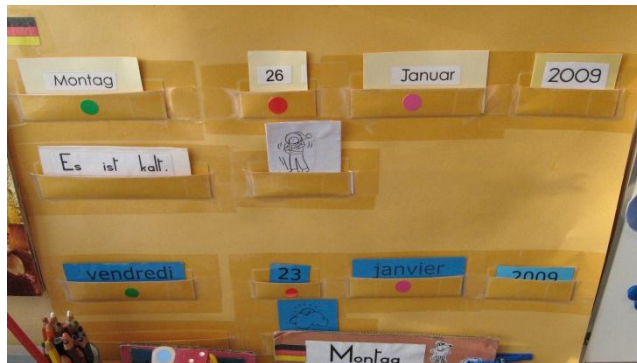 Montag 26 Januar 2009
Es ist kalt.
vendredi 23 janvier 2009
Montag